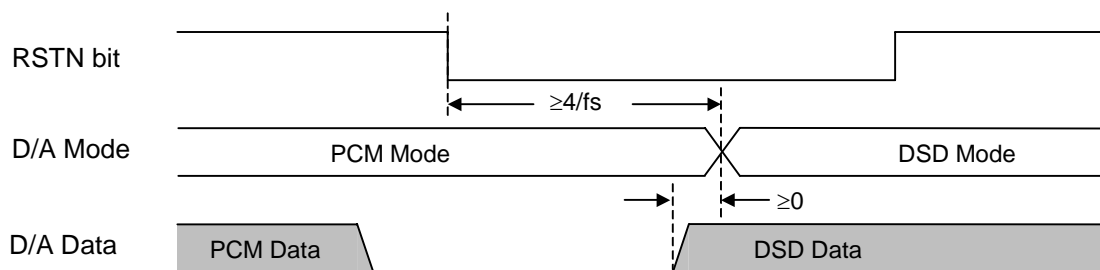 RSTN bit
≥4/fs
D/A Mode
PCM Mode
DSD Mode
≥0
D/A Data
PCM Data
DSD Data